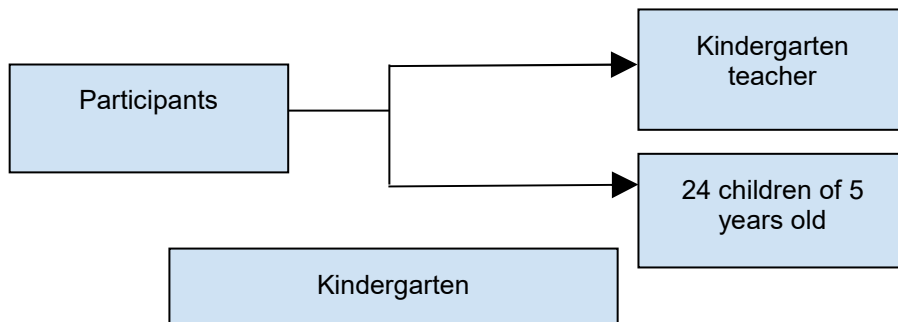 Participants
Kindergarten
teacher
24 children of 5
years old
Kindergarten